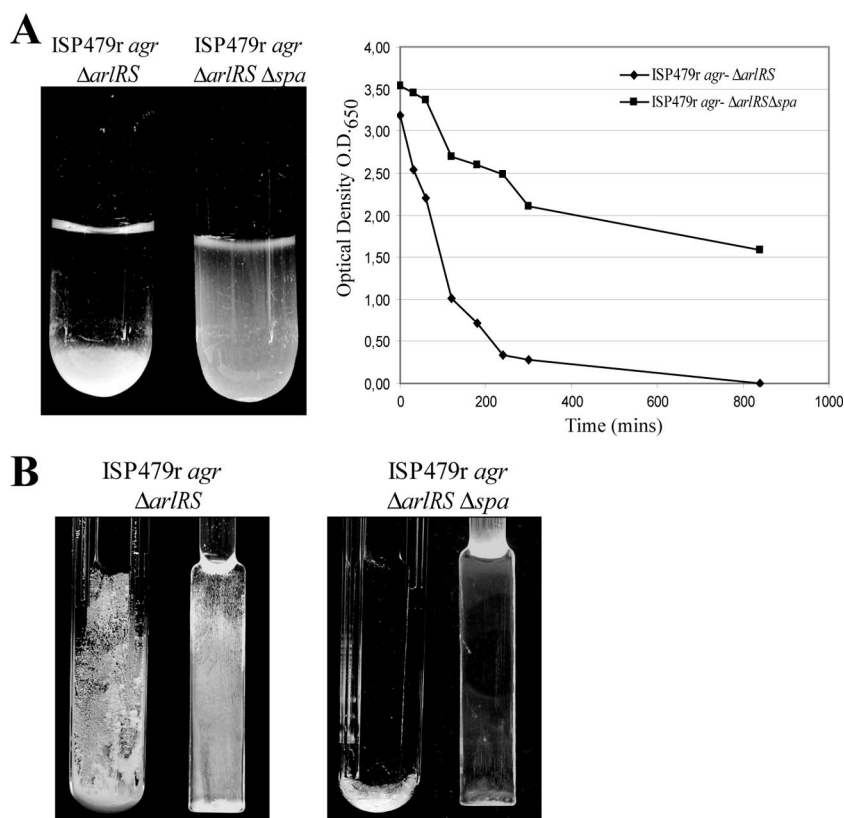 A
ISP479r agr
ΔarlRS
ISP479r agr
ΔarlRS Δspa
Optical Density O.D.650
4,00
3,50
3,00
2,50
2,00
1,50
1,00
0,50
0,00
0
200
400
600
800
1000
Time (mins)
ISP479r agr- ΔarlRS
ISP479r agr- ΔarlRSΔspa
B
ISP479r agr
ΔarlRS
ISP479r agr
ΔarlRS Δspa